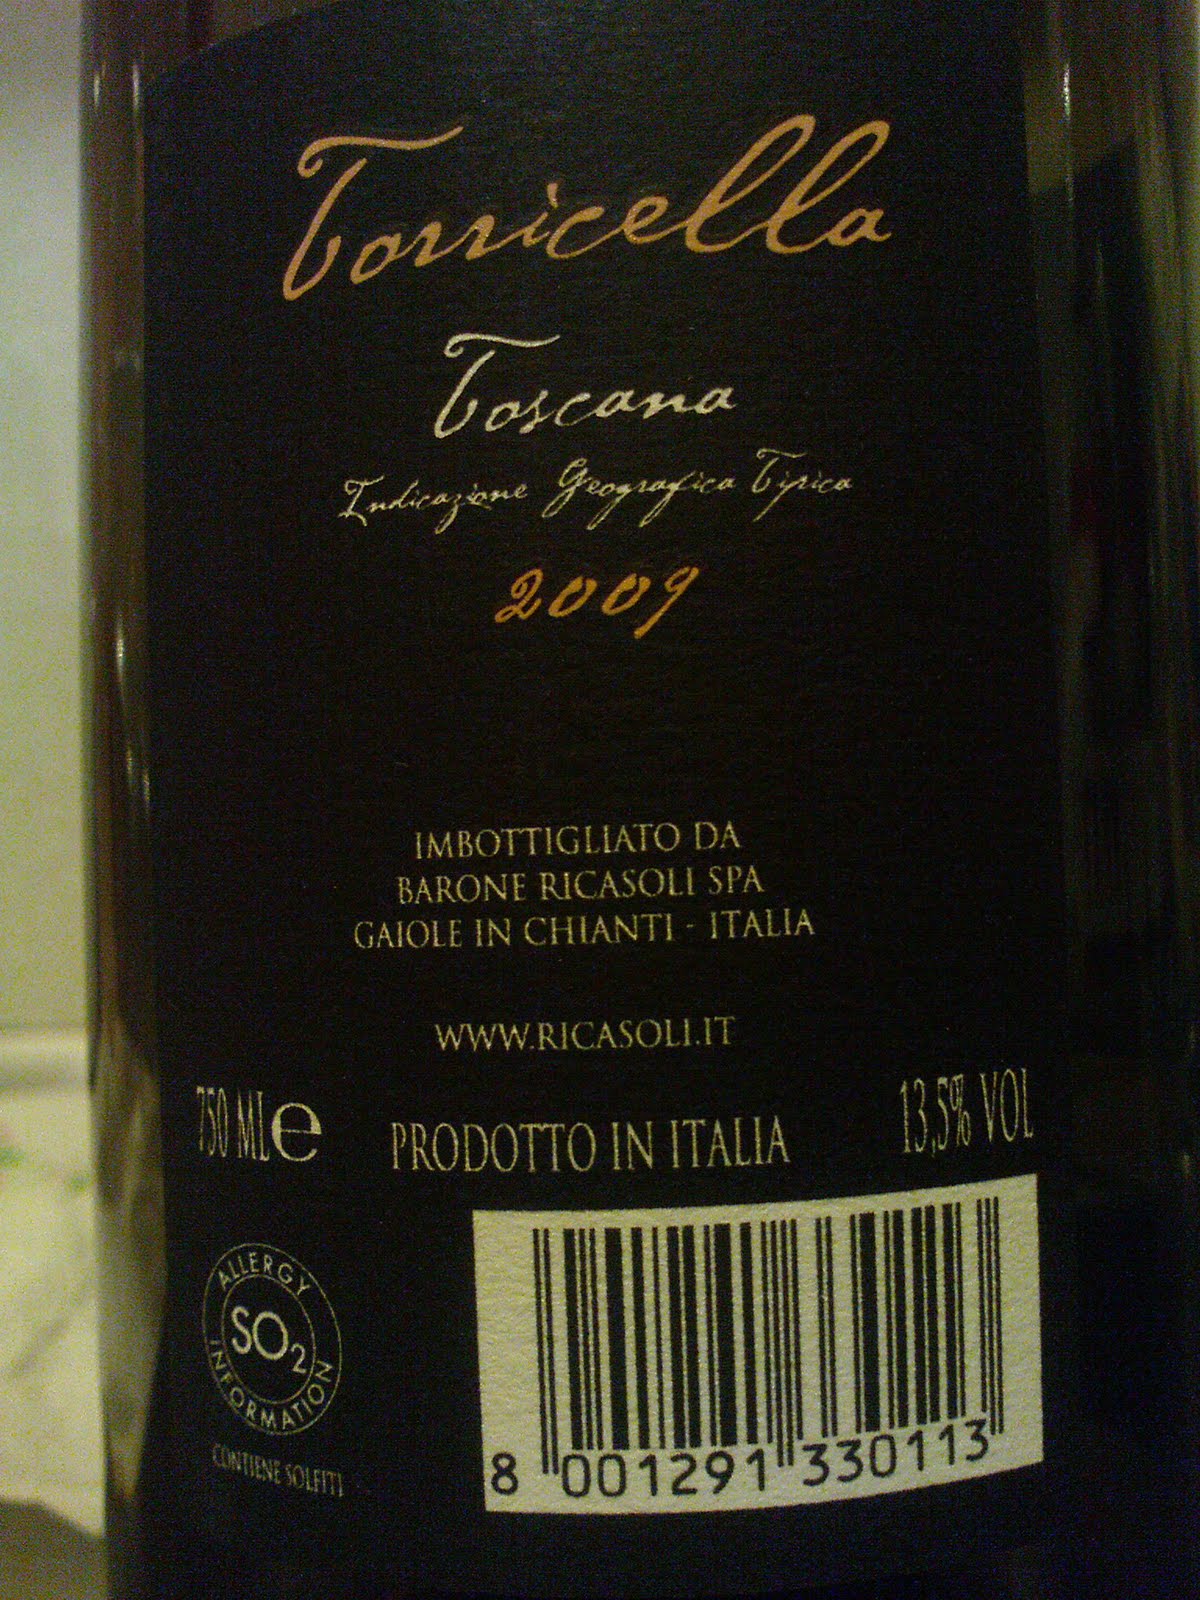 Torricella
Toscana
Indicazione Geografica Tipica
2009
IMBOTTIGLIATO DA
BARONE RICASOLI SPA
GAIOLE IN CHIANTI - ITALIA
WWW.RICASOLI.IT
750 ML e PRODOTTO IN ITALIA 13,5% VOL
ALLERGY
SO2
INFORMATION
CONTIENE SOLFITI
8 001291 330113